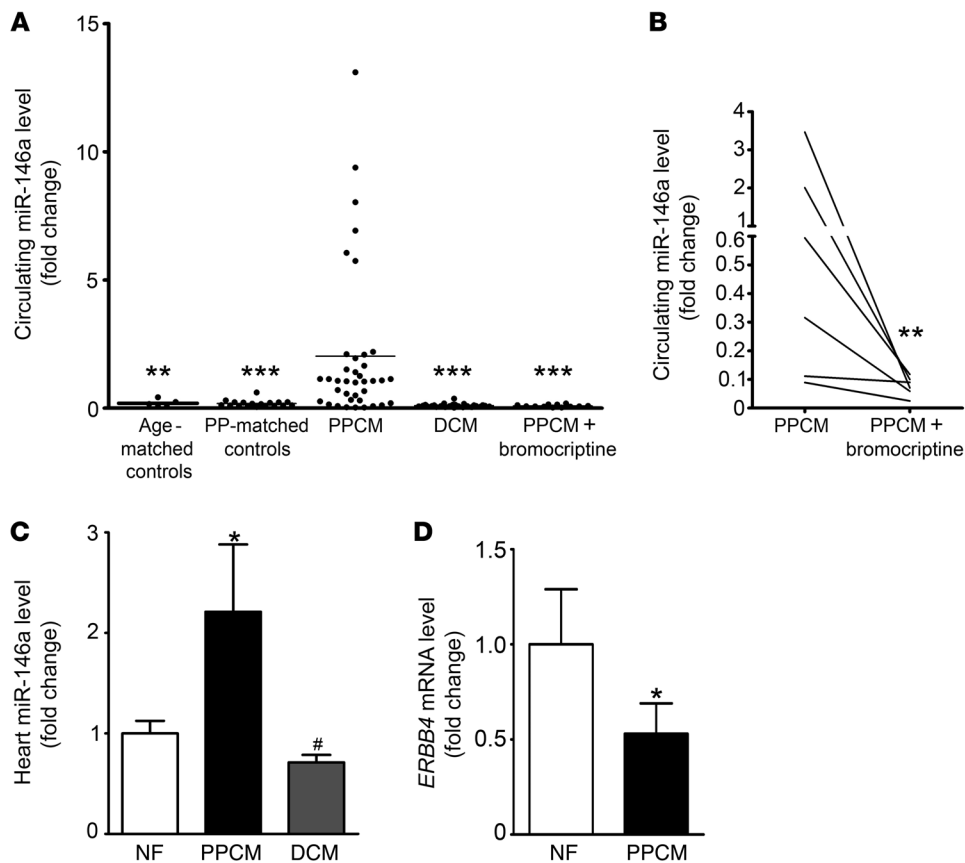 A
Circulating miR-146a level
(fold change)
15
10
5
0
**
***
***
***
Age-
matched
controls
PP-matched
controls
PPCM
DCM
PPCM +
bromocriptine
B
Circulating miR-146a level
(fold change)
4
3
2
1
0.6
0.5
0.4
0.3
0.2
0.1
0
**
PPCM
PPCM +
bromocriptine
C
Heart miR-146a level
(fold change)
3
2
1
0
*
#
NF
PPCM
DCM
D
ERBB4 mRNA level
(fold change)
1.5
1.0
0.5
0
*
NF
PPCM